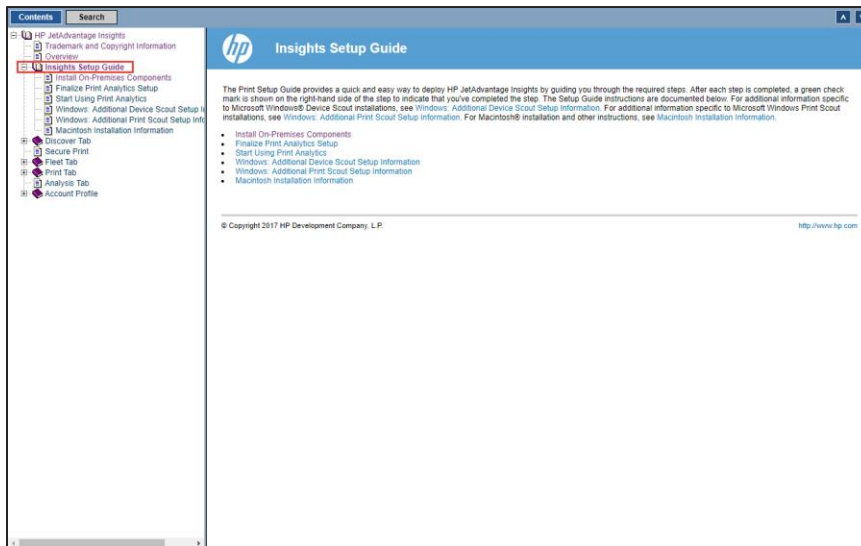 Contents Search
HP JetAdvantage Insights
Trademark and Copyright Information
Overview
Insights Setup Guide
Install On-Premises Components
Finalize Print Analytics Setup
Start Using Print Analytics
Windows: Additional Device Scout Setup I
Windows: Additional Print Scout Setup Info
Macintosh Installation Information
Discover Tab
Secure Print
Fleet Tab
Print Tab
Analysis Tab
Account Profile
hp Insights Setup Guide
The Print Setup Guide provides a quick and easy way to deploy HP JetAdvantage Insights by guiding you through the required steps. After each step is completed, a green check
mark is shown on the right-hand side of the step to indicate that you've completed the step. The Setup Guide instructions are documented below. For additional information specific
to Microsoft Windows® Device Scout installations, see Windows: Additional Device Scout Setup Information. For additional information specific to Microsoft Windows Print Scout
installations, see Windows: Additional Print Scout Setup Information. For Macintosh® installation and other instructions, see Macintosh Installation Information.
• Install On-Premises Components
• Finalize Print Analytics Setup
• Start Using Print Analytics
• Windows: Additional Device Scout Setup Information
• Windows: Additional Print Scout Setup Information
• Macintosh Installation Information
© Copyright 2017 HP Development Company, L.P. http://www.hp.com